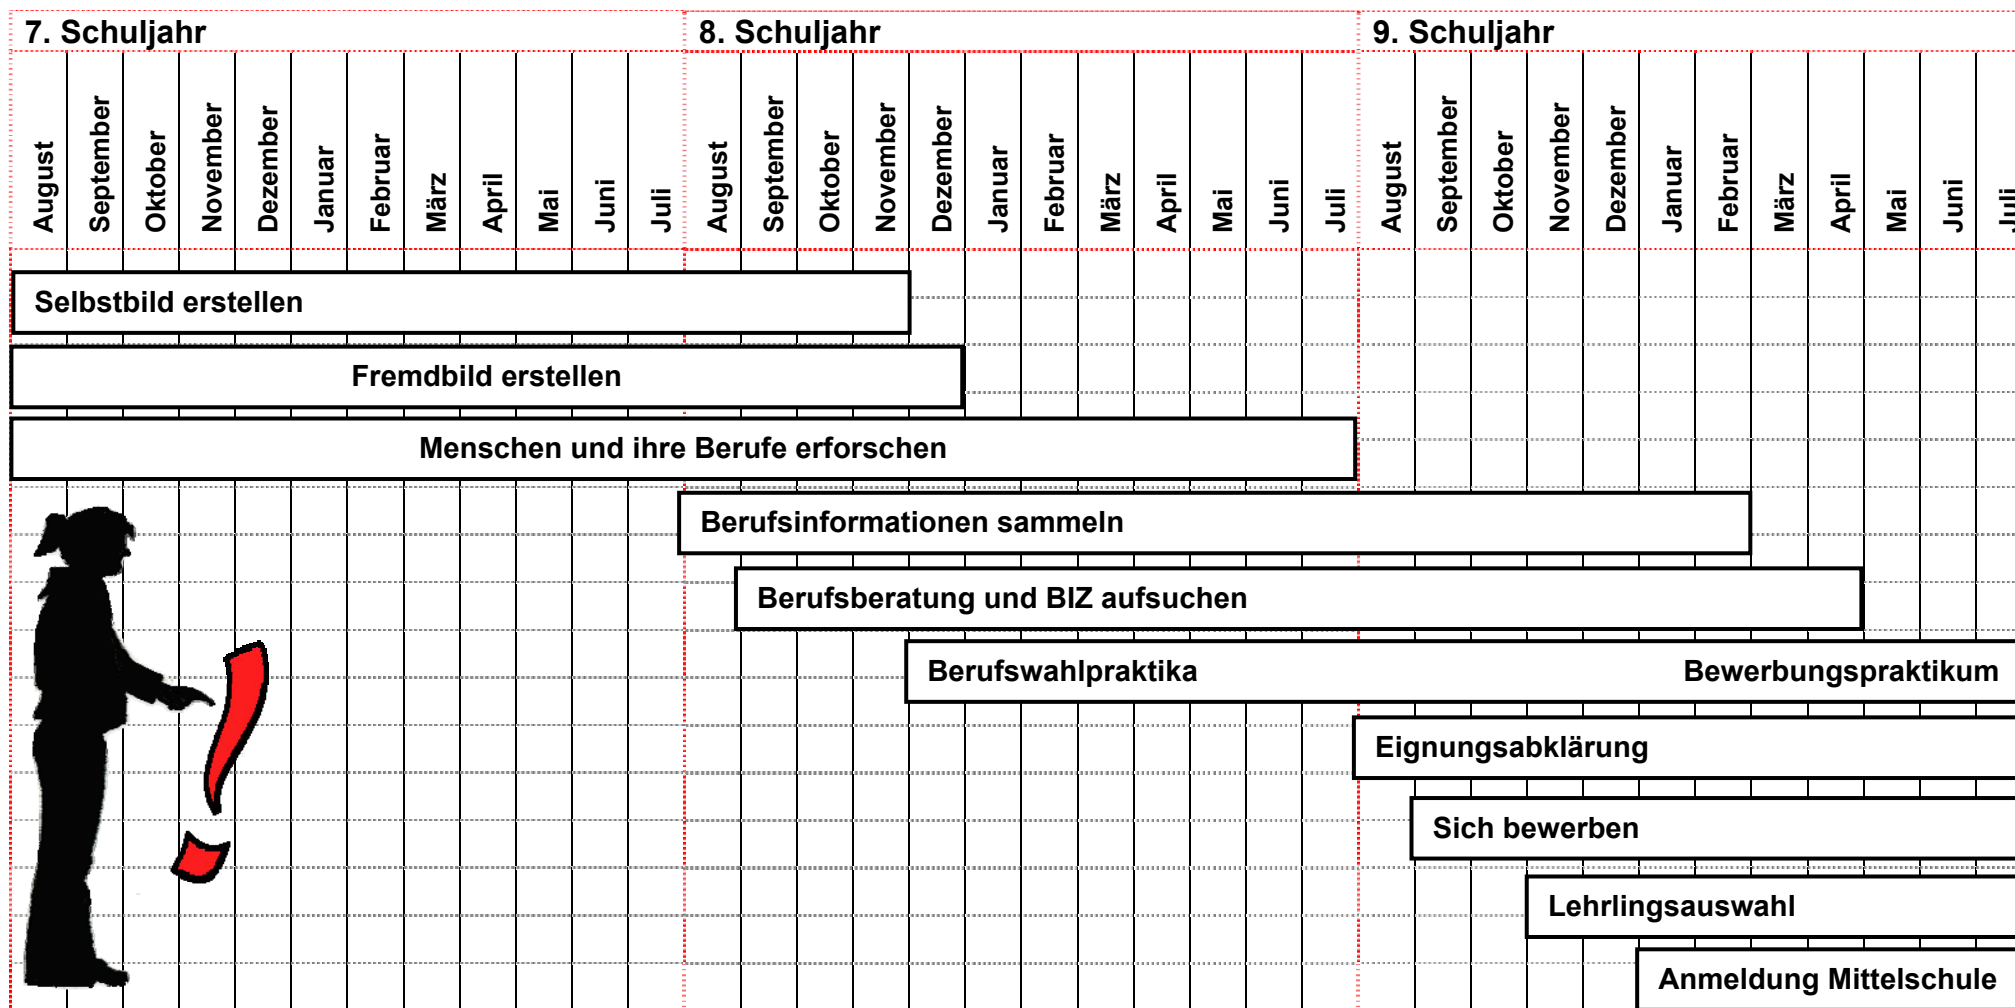 7. Schuljahr 8. Schuljahr 9. Schuljahr
August September Oktober November Dezember Januar Februar März April Mai Juni Juli August September Oktober November Dezember Januar Februar März April Mai Juni Juli August September Oktober November Dezember Januar Februar März April Mai Juni Juli
Selbstbild erstellen
Fremdbild erstellen
Menschen und ihre Berufe erforschen
Berufsinformationen sammeln
Berufsberatung und BIZ aufsuchen
Berufswahlpraktika Bewerbungspraktikum
Eignungsabklärung
Sich bewerben
Lehrlingsauswahl
Anmeldung Mittelschule